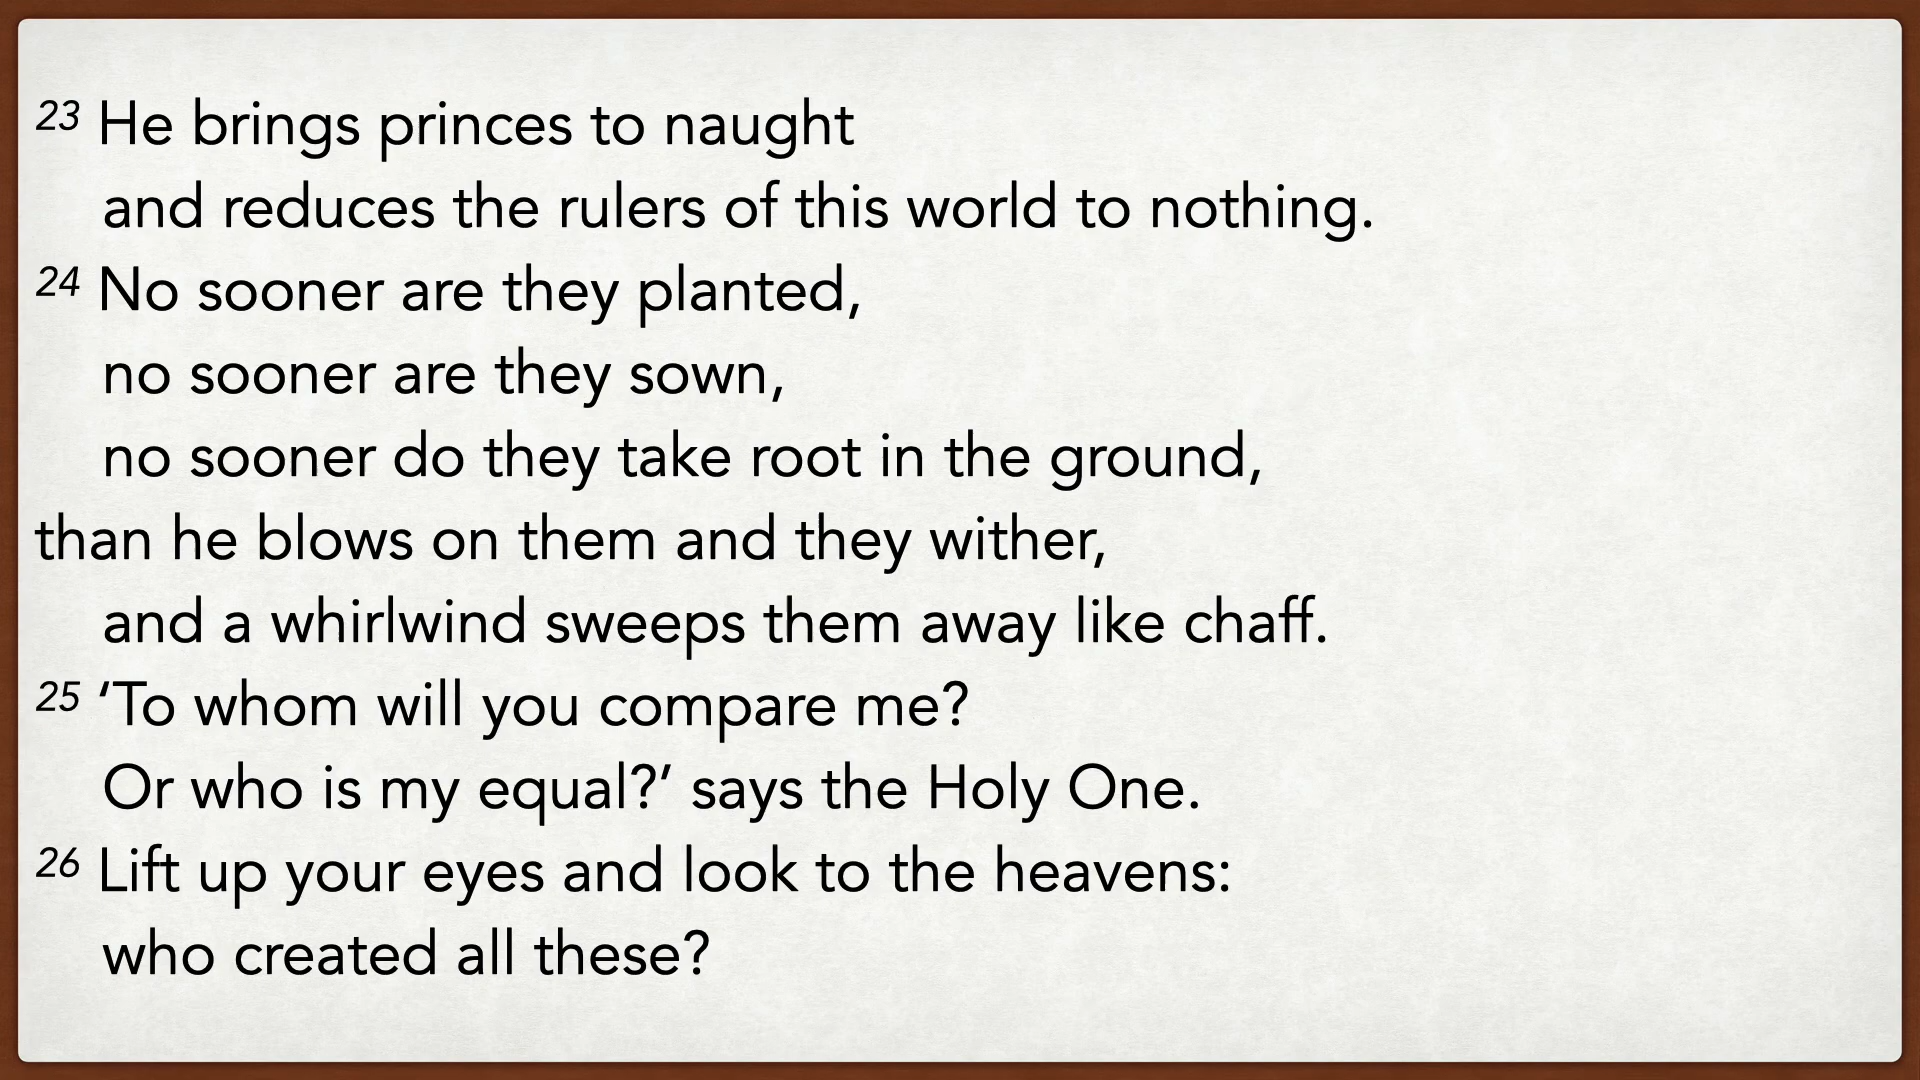 23 He brings princes to naught
and reduces the rulers of this world to nothing.
24 No sooner are they planted,
no sooner are they sown,
no sooner do they take root in the ground,
than he blows on them and they wither,
and a whirlwind sweeps them away like chaff.
25 ‘To whom will you compare me?
Or who is my equal?’ says the Holy One.
26 Lift up your eyes and look to the heavens:
who created all these?